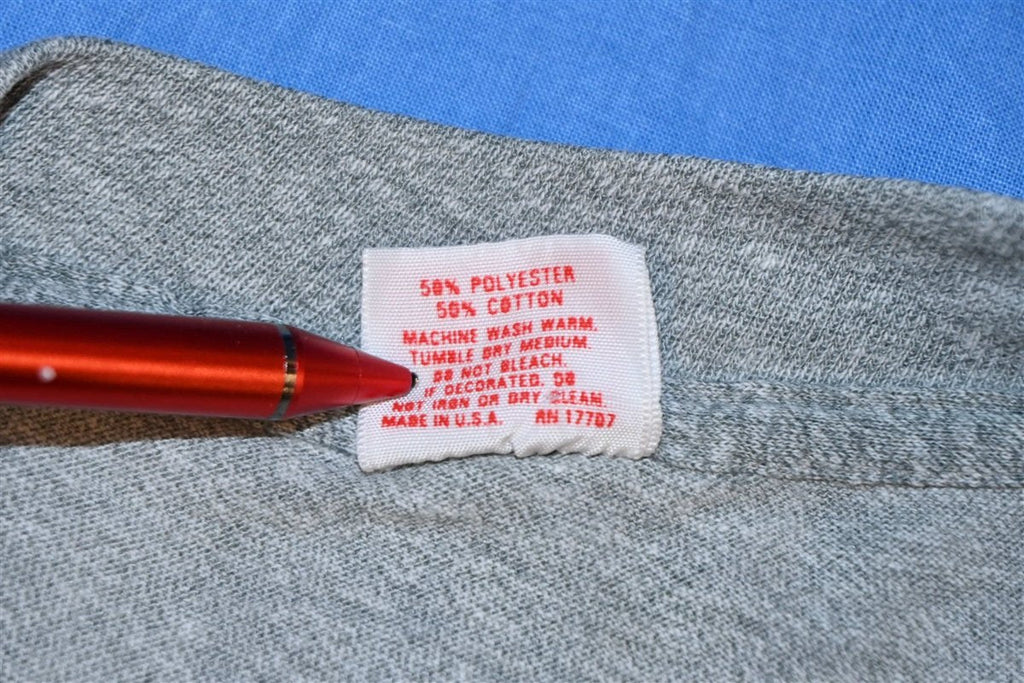 50% POLYESTER
50% COTTON
MACHINE WASH WARM.
TUMBLE DRY MEDIUM.
DO NOT BLEACH.
IF DECORATED, DO
NOT IRON OR DRY CLEAN.
MADE IN U.S.A. RN 17707